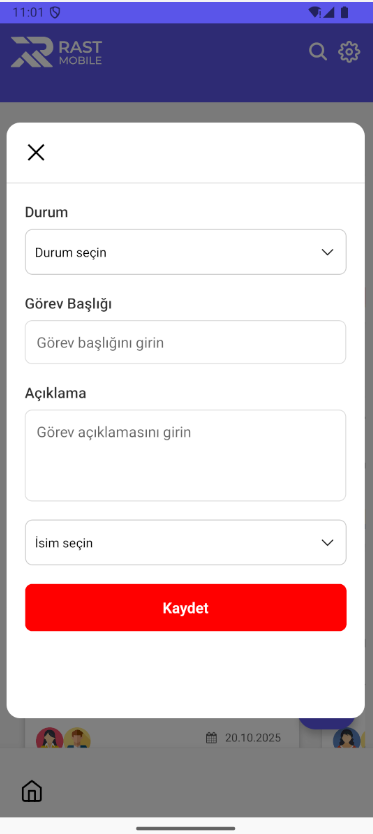 11:01
RAST
MOBILE
Durum
Durum seçin
Görev Başlığı
Görev başlığını girin
Açıklama
Görev açıklamasını girin
İsim seçin
Kaydet
20.10.2025